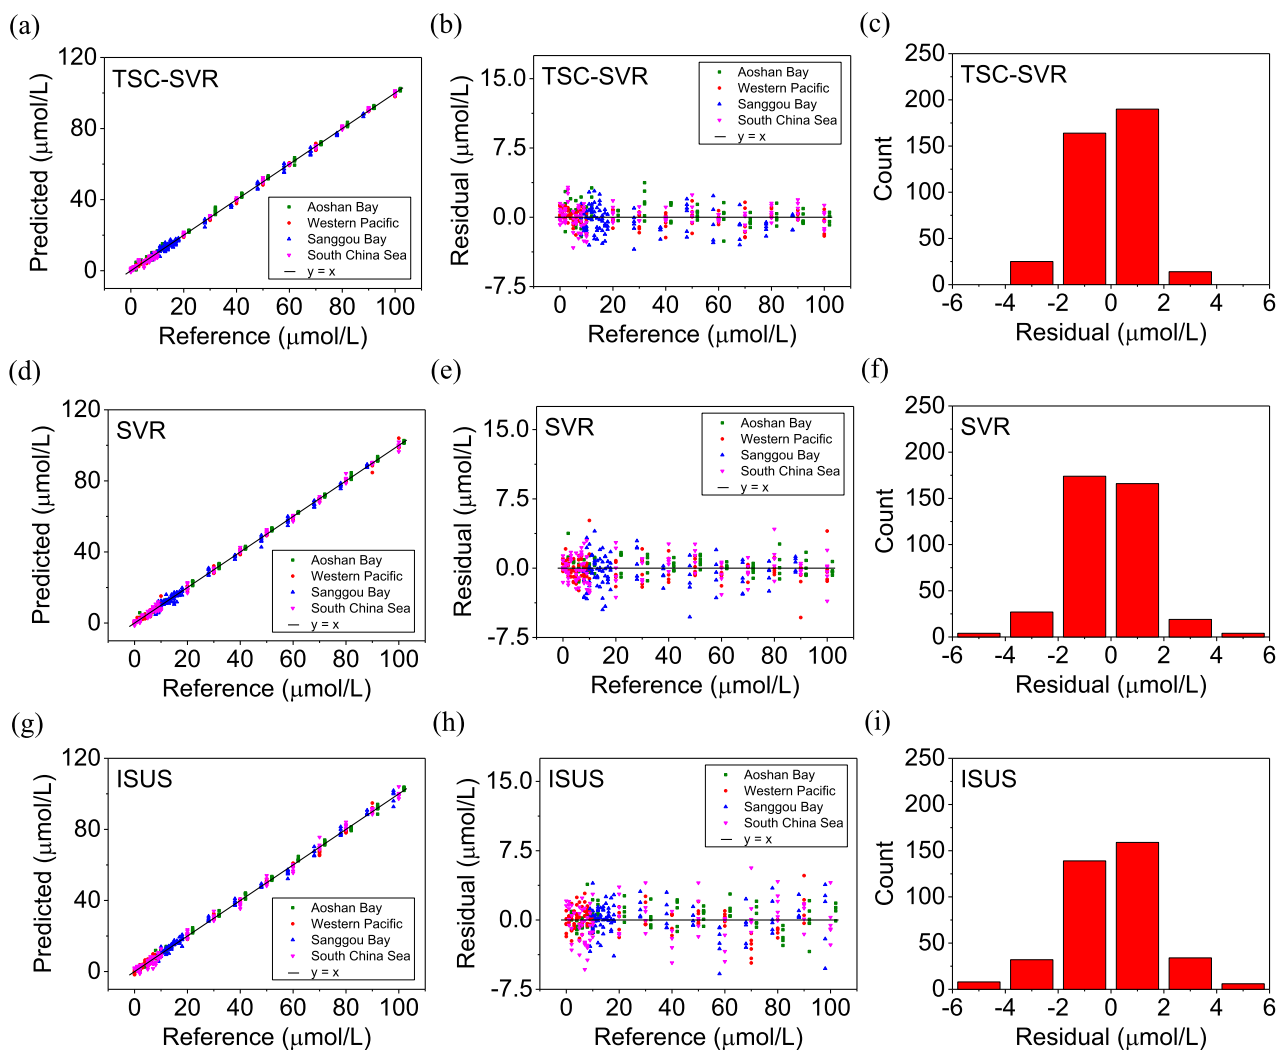 (a)
120
80
40
0
Predicted (μmol/L)
TSC-SVR
Aoshan Bay
Western Pacific
Sanggou Bay
South China Sea
y = x
0 20 40 60 80 100
Reference (μmol/L)
(b)
15.0
7.5
0.0
-7.5
Residual (μmol/L)
TSC-SVR
Aoshan Bay
Western Pacific
Sanggou Bay
South China Sea
y = x
0 20 40 60 80 100
Reference (μmol/L)
(c)
250
200
150
100
50
0
Count
TSC-SVR
-6 -4 -2 0 2 4 6
Residual (μmol/L)
(d)
120
80
40
0
Predicted (μmol/L)
SVR
Aoshan Bay
Western Pacific
Sanggou Bay
South China Sea
y = x
0 20 40 60 80 100
Reference (μmol/L)
(e)
15.0
7.5
0.0
-7.5
Residual (μmol/L)
SVR
Aoshan Bay
Western Pacific
Sanggou Bay
South China Sea
y = x
0 20 40 60 80 100
Reference (μmol/L)
(f)
250
200
150
100
50
0
Count
SVR
-6 -4 -2 0 2 4 6
Residual (μmol/L)
(g)
120
80
40
0
Predicted (μmol/L)
ISUS
Aoshan Bay
Western Pacific
Sanggou Bay
South China Sea
y = x
0 20 40 60 80 100
Reference (μmol/L)
(h)
15.0
7.5
0.0
-7.5
Residual (μmol/L)
ISUS
Aoshan Bay
Western Pacific
Sanggou Bay
South China Sea
y = x
0 20 40 60 80 100
Reference (μmol/L)
(i)
250
200
150
100
50
0
Count
ISUS
-6 -4 -2 0 2 4 6
Residual (μmol/L)